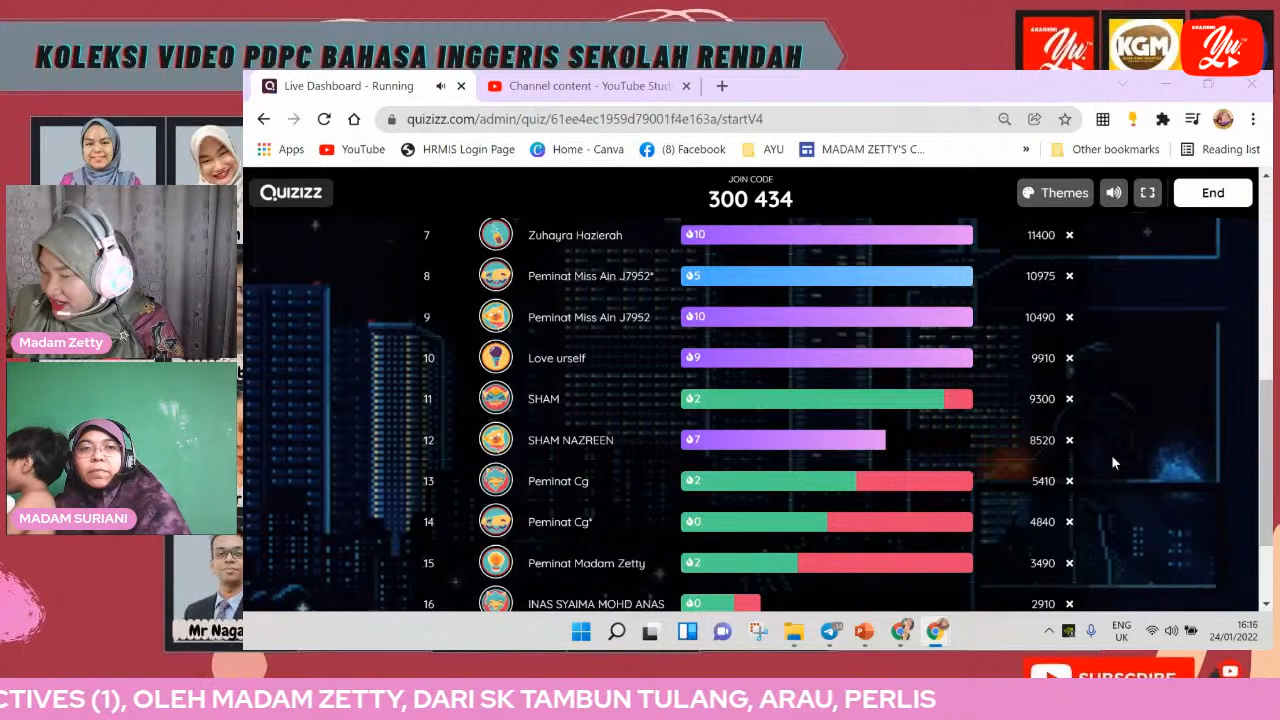 KOLEKSI VIDEO PDPC BAHASA INGGERIS SEKOLAH RENDAH
AKADEMI
Yu.
KGM
AKADEMI
Yu.
Live Dashboard - Running
Channel content - YouTube Stud
quizizz.com/admin/quiz/61ee4ec1959d79001f4e163a/startV4
Apps
YouTube
HRMIS Login Page
Home - Canva
(8) Facebook
AYU
MADAM ZETTY'S C...
»
Other bookmarks
Reading list
Quizizz
JOIN CODE
300 434
Themes
End
7 Zuhayra Hazierah 10 11400
8 Peminat Miss Ain J7952* 5 10975
9 Peminat Miss Ain J7952 10 10490
10 Love urself 9 9910
11 SHAM 2 9300
12 SHAM NAZREEN 7 8520
13 Peminat Cg 2 5410
14 Peminat Cg* 0 4840
15 Peminat Madam Zetty 2 3490
16 INAS SYAIMA MOHD ANAS 0 2910
Madam Zetty
MADAM SURIANI
Mr Naga
ENG
UK
16:16
24/01/2022
SUBSCRIBE
CTIVES (1), OLEH MADAM ZETTY, DARI SK TAMBUN TULANG, ARAU, PERLIS